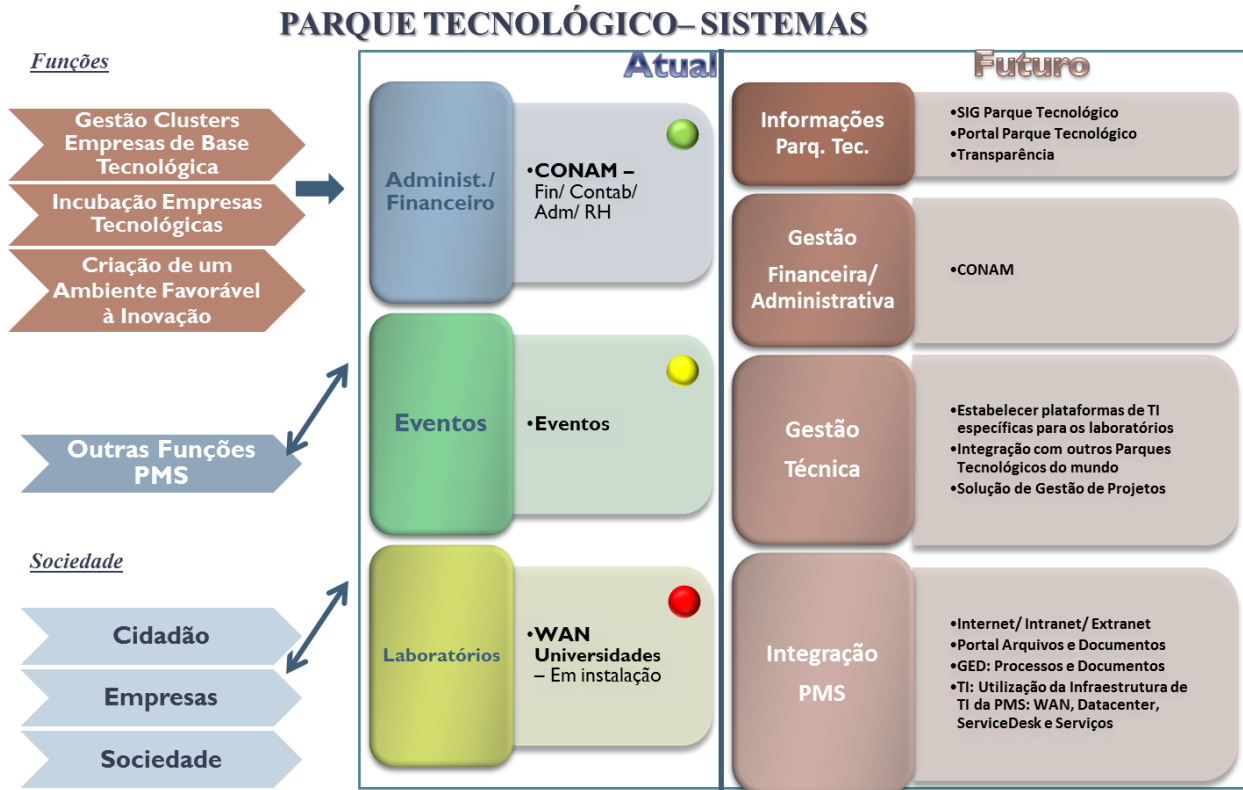 PARQUE TECNOLÓGICO– SISTEMAS
Funções
Gestão Clusters
Empresas de Base
Tecnológica
Incubação Empresas
Tecnológicas
Criação de um
Ambiente Favorável
à Inovação
Outras Funções
PMS
Sociedade
Cidadão
Empresas
Sociedade
Atual
Administ./
Financeiro
•CONAM –
Fin/ Contab/
Adm/ RH
Eventos
•Eventos
Laboratórios
•WAN
Universidades
– Em instalação
Futuro
Informações
Parq. Tec.
•SIG Parque Tecnológico
•Portal Parque Tecnológico
•Transparência
Gestão
Financeira/
Administrativa
•CONAM
Gestão
Técnica
•Estabelecer plataformas de TI
específicas para os laboratórios
•Integração com outros Parques
Tecnológicos do mundo
•Solução de Gestão de Projetos
Integração
PMS
•Internet/ Intranet/ Extranet
•Portal Arquivos e Documentos
•GED: Processos e Documentos
•TI: Utilização da Infraestrutura de
TI da PMS: WAN, Datacenter,
ServiceDesk e Serviços